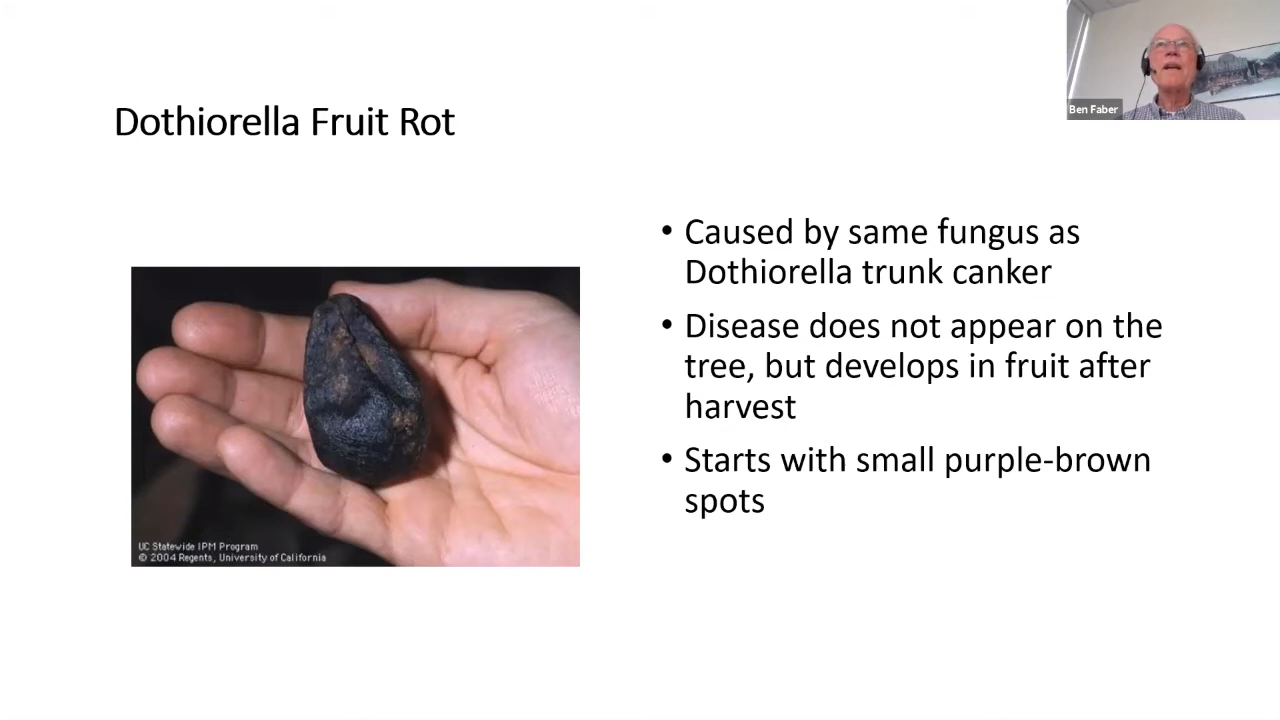 Ben Faber
Dothiorella Fruit Rot
• Caused by same fungus as
Dothiorella trunk canker
• Disease does not appear on the
tree, but develops in fruit after
harvest
• Starts with small purple-brown
spots
UC Statewide IPM Program
© 2004 Regents, University of California